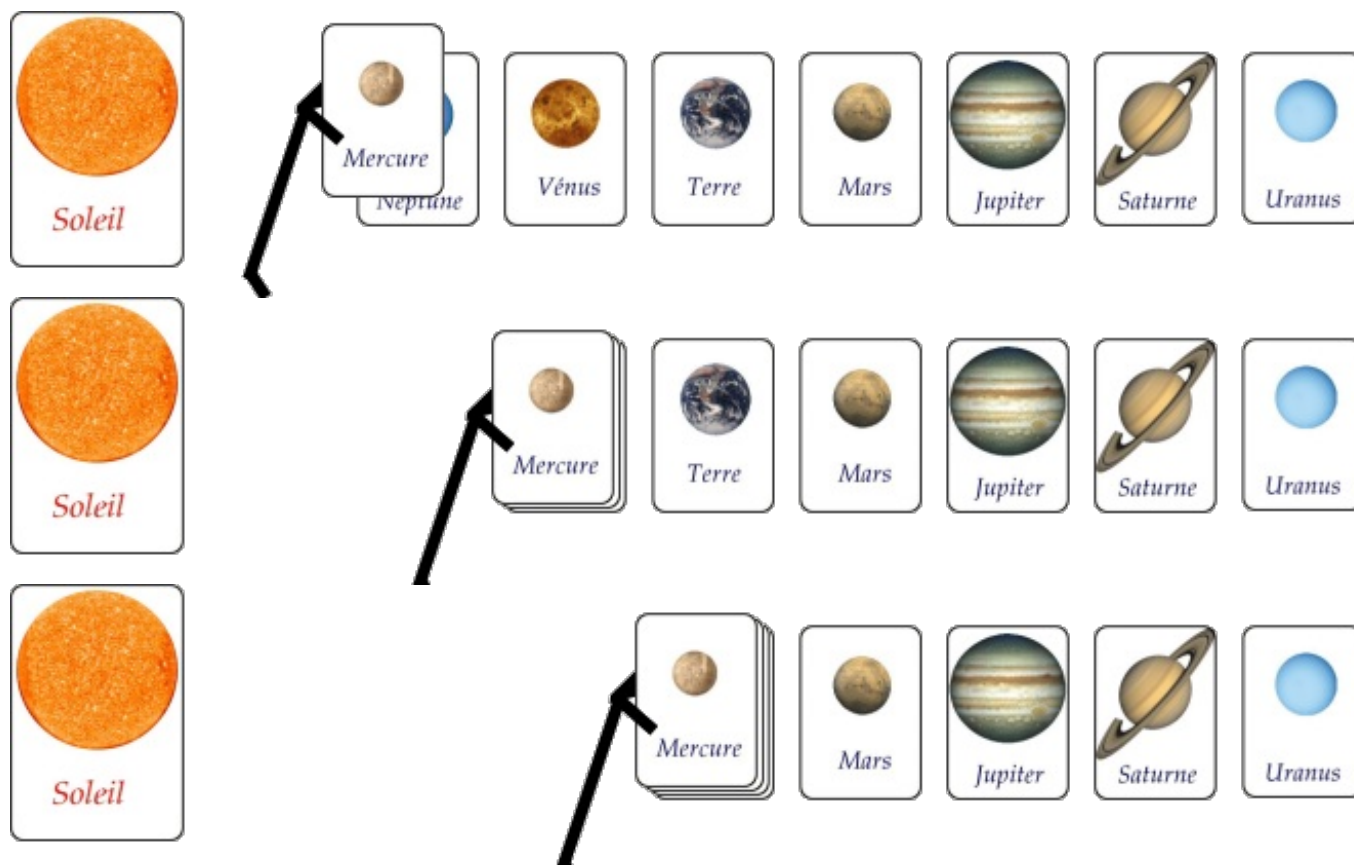 Soleil Mercure Neptune Vénus Terre Mars Jupiter Saturne Uranus
Soleil Mercure Terre Mars Jupiter Saturne Uranus
Soleil Mercure Mars Jupiter Saturne Uranus